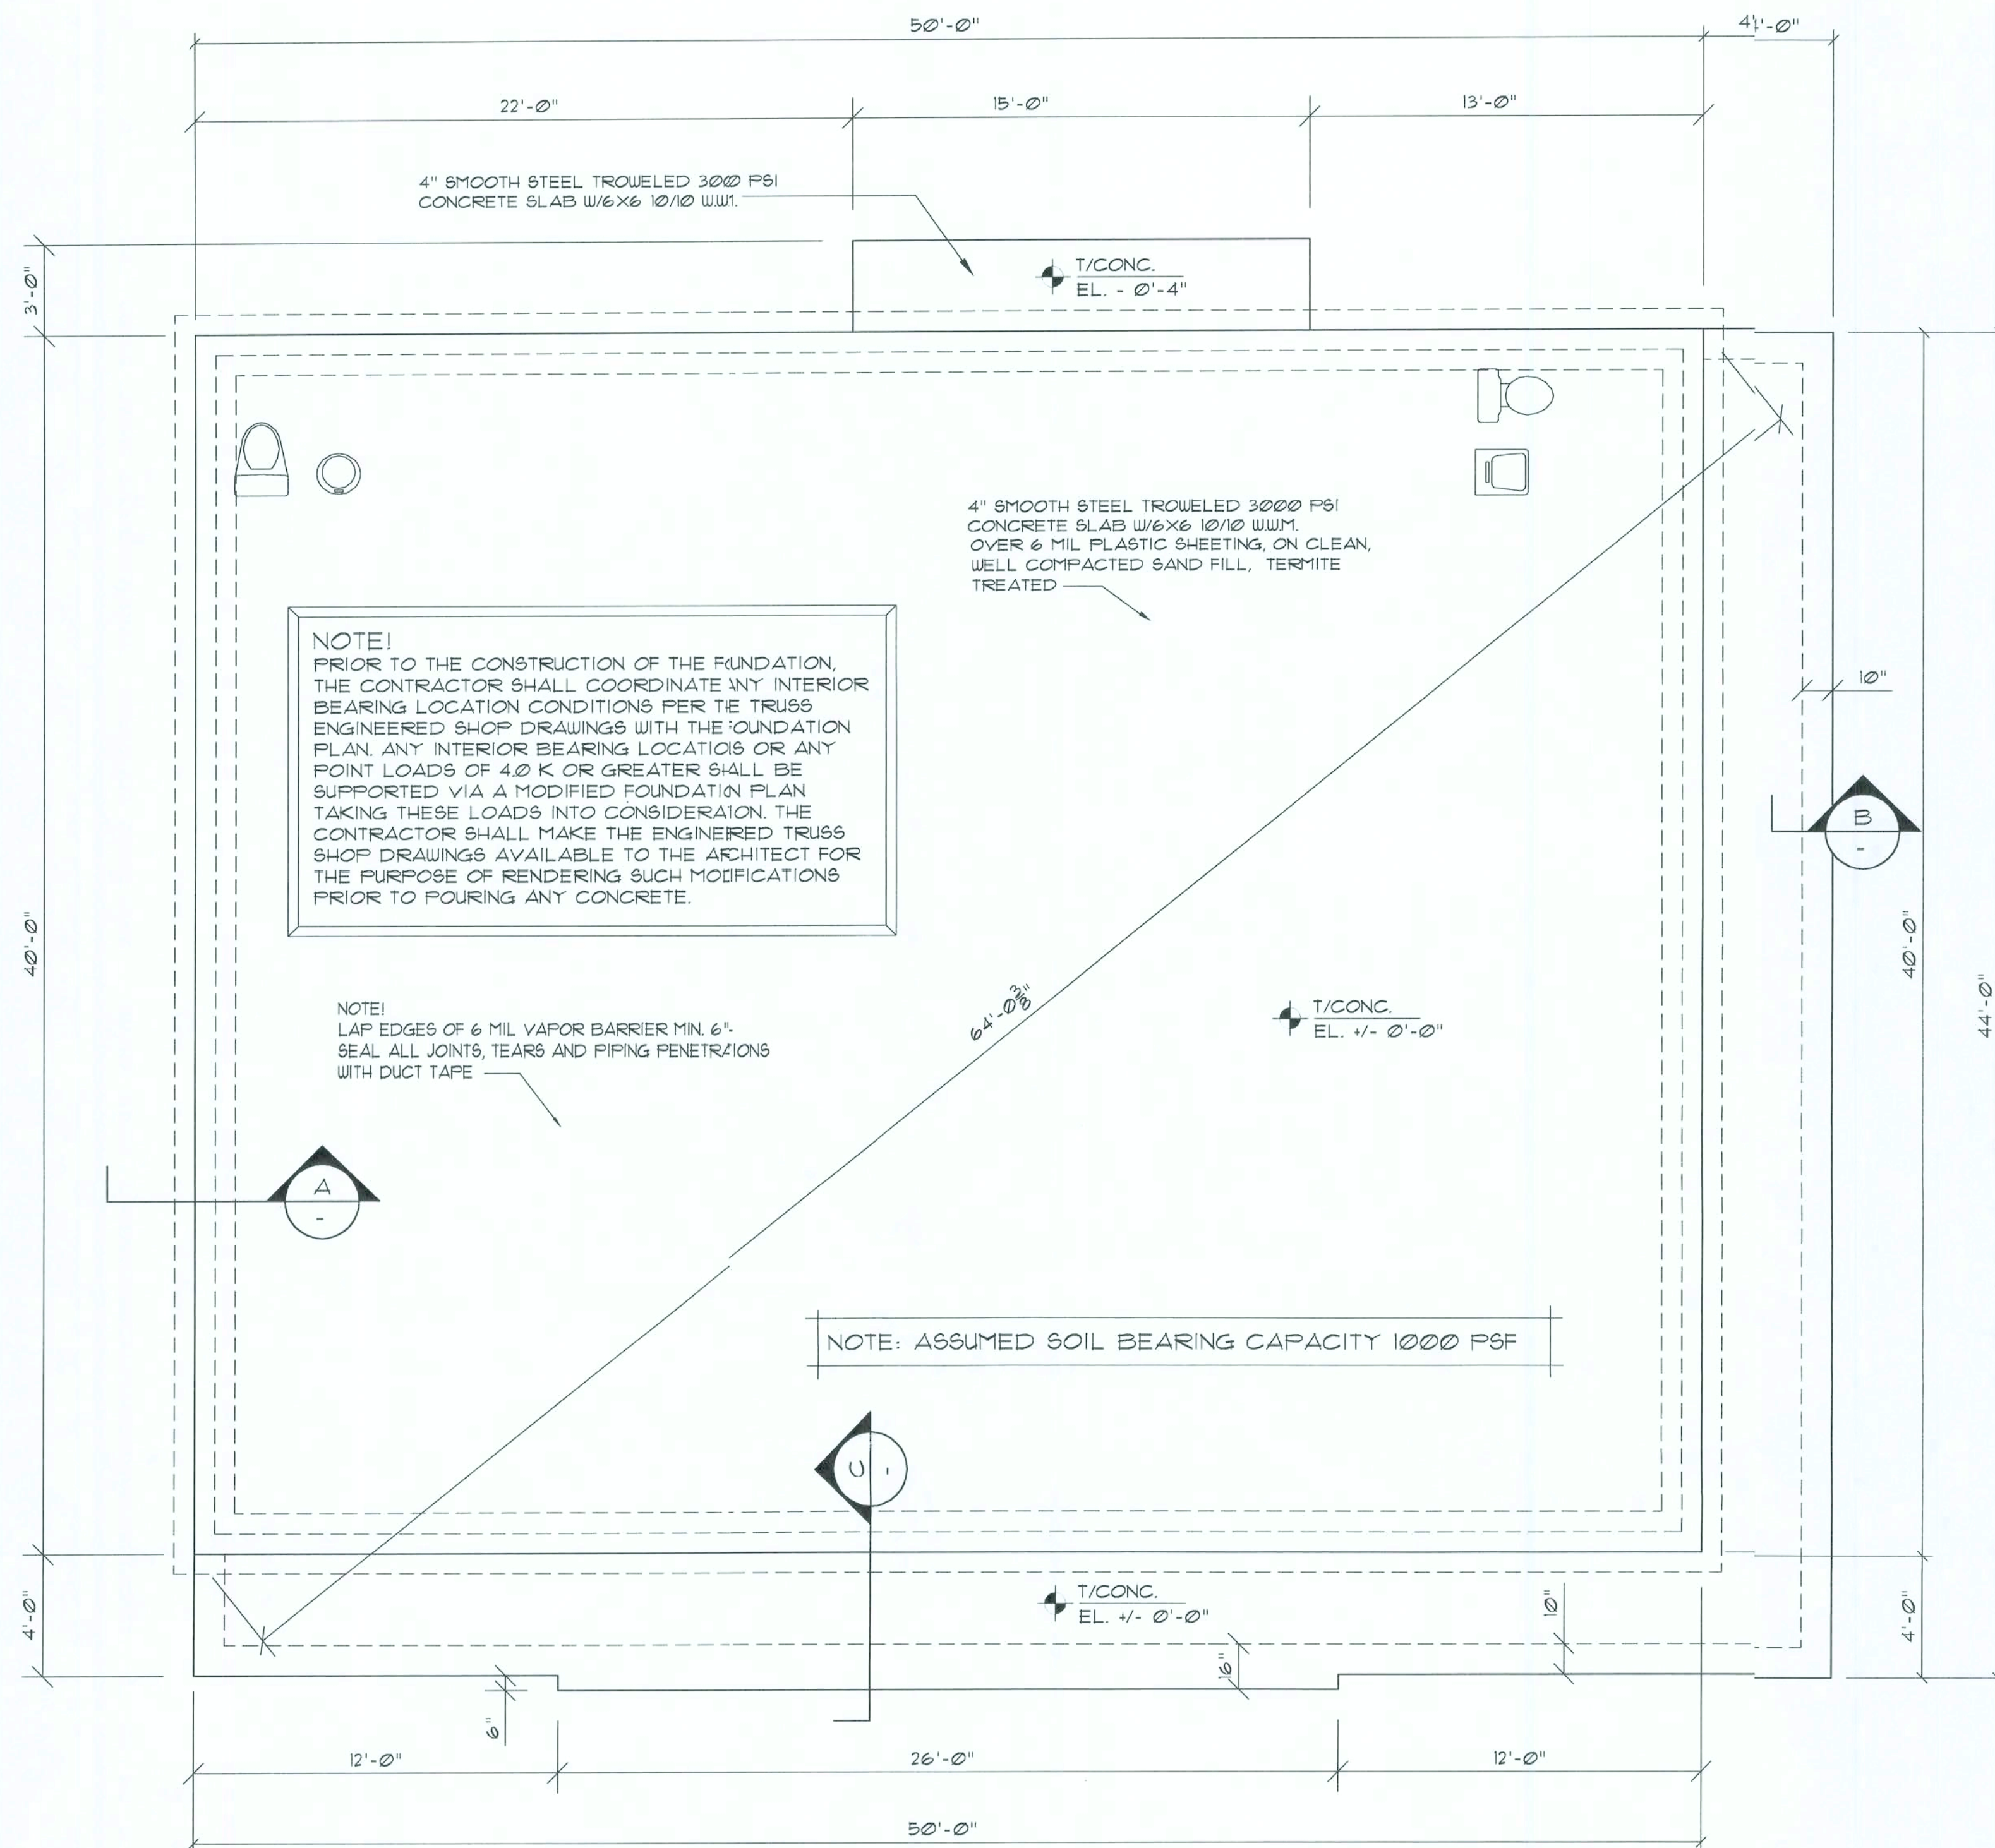 50'-0"
4'-0"
22'-0"
15'-0"
13'-0"
4" SMOOTH STEEL TROWELED 3000 PSI
CONCRETE SLAB W/6X6 10/10 W.W.M.
T/CONC.
EL. - 0'-4"
3'-0"
4" SMOOTH STEEL TROWELED 3000 PSI
CONCRETE SLAB W/6X6 10/10 W.W.M.
OVER 6 MIL PLASTIC SHEETING, ON CLEAN,
WELL COMPACTED SAND FILL, TERMITE
TREATED
NOTE!
PRIOR TO THE CONSTRUCTION OF THE FOUNDATION,
THE CONTRACTOR SHALL COORDINATE ANY INTERIOR
BEARING LOCATION CONDITIONS PER THE TRUSS
ENGINEERED SHOP DRAWINGS WITH THE FOUNDATION
PLAN. ANY INTERIOR BEARING LOCATIONS OR ANY
POINT LOADS OF 4.0 K OR GREATER SHALL BE
SUPPORTED VIA A MODIFIED FOUNDATION PLAN
TAKING THESE LOADS INTO CONSIDERATION. THE
CONTRACTOR SHALL MAKE THE ENGINEERED TRUSS
SHOP DRAWINGS AVAILABLE TO THE ARCHITECT FOR
THE PURPOSE OF RENDERING SUCH MODIFICATIONS
PRIOR TO POURING ANY CONCRETE.
10"
B
-
40'-0"
40'-0"
44'-0"
64'-0 3/8"
T/CONC.
EL. +/- 0'-0"
NOTE!
LAP EDGES OF 6 MIL VAPOR BARRIER MIN. 6"-
SEAL ALL JOINTS, TEARS AND PIPING PENETRATIONS
WITH DUCT TAPE
A
-
NOTE: ASSUMED SOIL BEARING CAPACITY 1000 PSF
C
-
4'-0"
T/CONC.
EL. +/- 0'-0"
10"
4'-0"
16"
6"
12'-0"
26'-0"
12'-0"
50'-0"